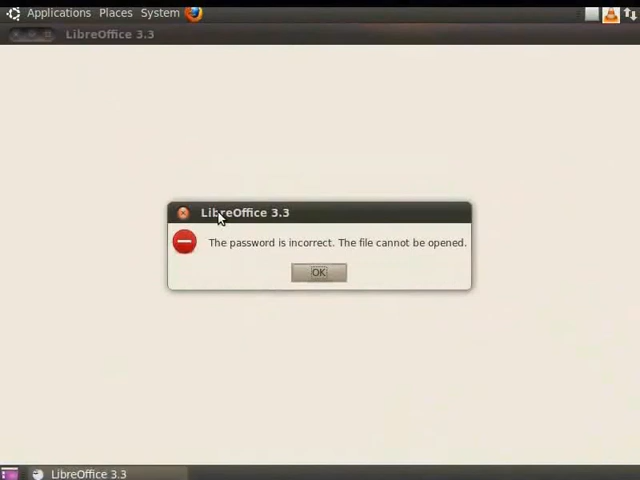 Applications Places System
LibreOffice 3.3
LibreOffice 3.3
The password is incorrect. The file cannot be opened.
OK
LibreOffice 3.3